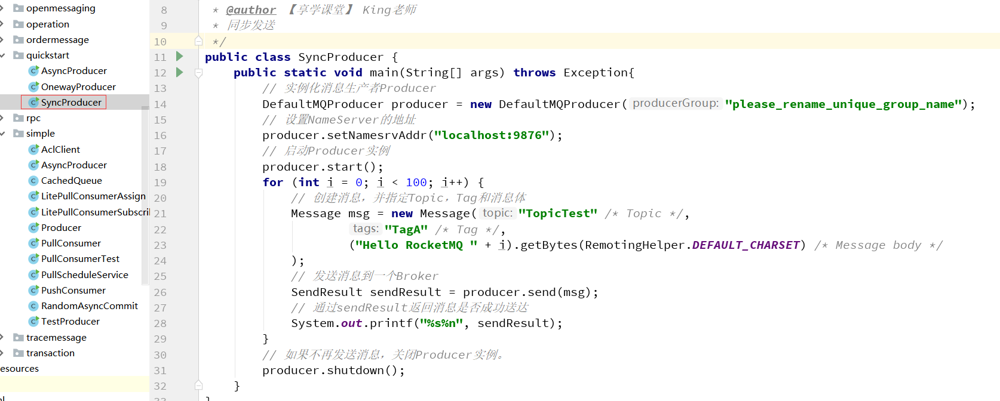 openmessaging
operation
ordermessage
quickstart
AsyncProducer
OnewayProducer
SyncProducer
rpc
simple
AclClient
AsyncProducer
CachedQueue
LitePullConsumerAssign
LitePullConsumerSubscri
Producer
PullConsumer
PullConsumerTest
PullScheduleService
PushConsumer
RandomAsyncCommit
TestProducer
tracemessage
transaction
esources
8 * @author 【享学课堂】 King老师
9 * 同步发送
10 */
11 public class SyncProducer {
12 public static void main(String[] args) throws Exception{
13 // 实例化消息生产者Producer
14 DefaultMQProducer producer = new DefaultMQProducer( producerGroup: "please_rename_unique_group_name");
15 // 设置NameServer的地址
16 producer.setNamesrvAddr("localhost:9876");
17 // 启动Producer实例
18 producer.start();
19 for (int i = 0; i < 100; i++) {
20 // 创建消息，并指定Topic，Tag和消息体
21 Message msg = new Message( topic: "TopicTest" /* Topic */,
22 tags: "TagA" /* Tag */,
23 ("Hello RocketMQ " + i).getBytes(RemotingHelper.DEFAULT_CHARSET) /* Message body */
24 );
25 // 发送消息到一个Broker
26 SendResult sendResult = producer.send(msg);
27 // 通过sendResult返回消息是否成功送达
28 System.out.printf("%s%n", sendResult);
29 }
30 // 如果不再发送消息，关闭Producer实例。
31 producer.shutdown();
32 }